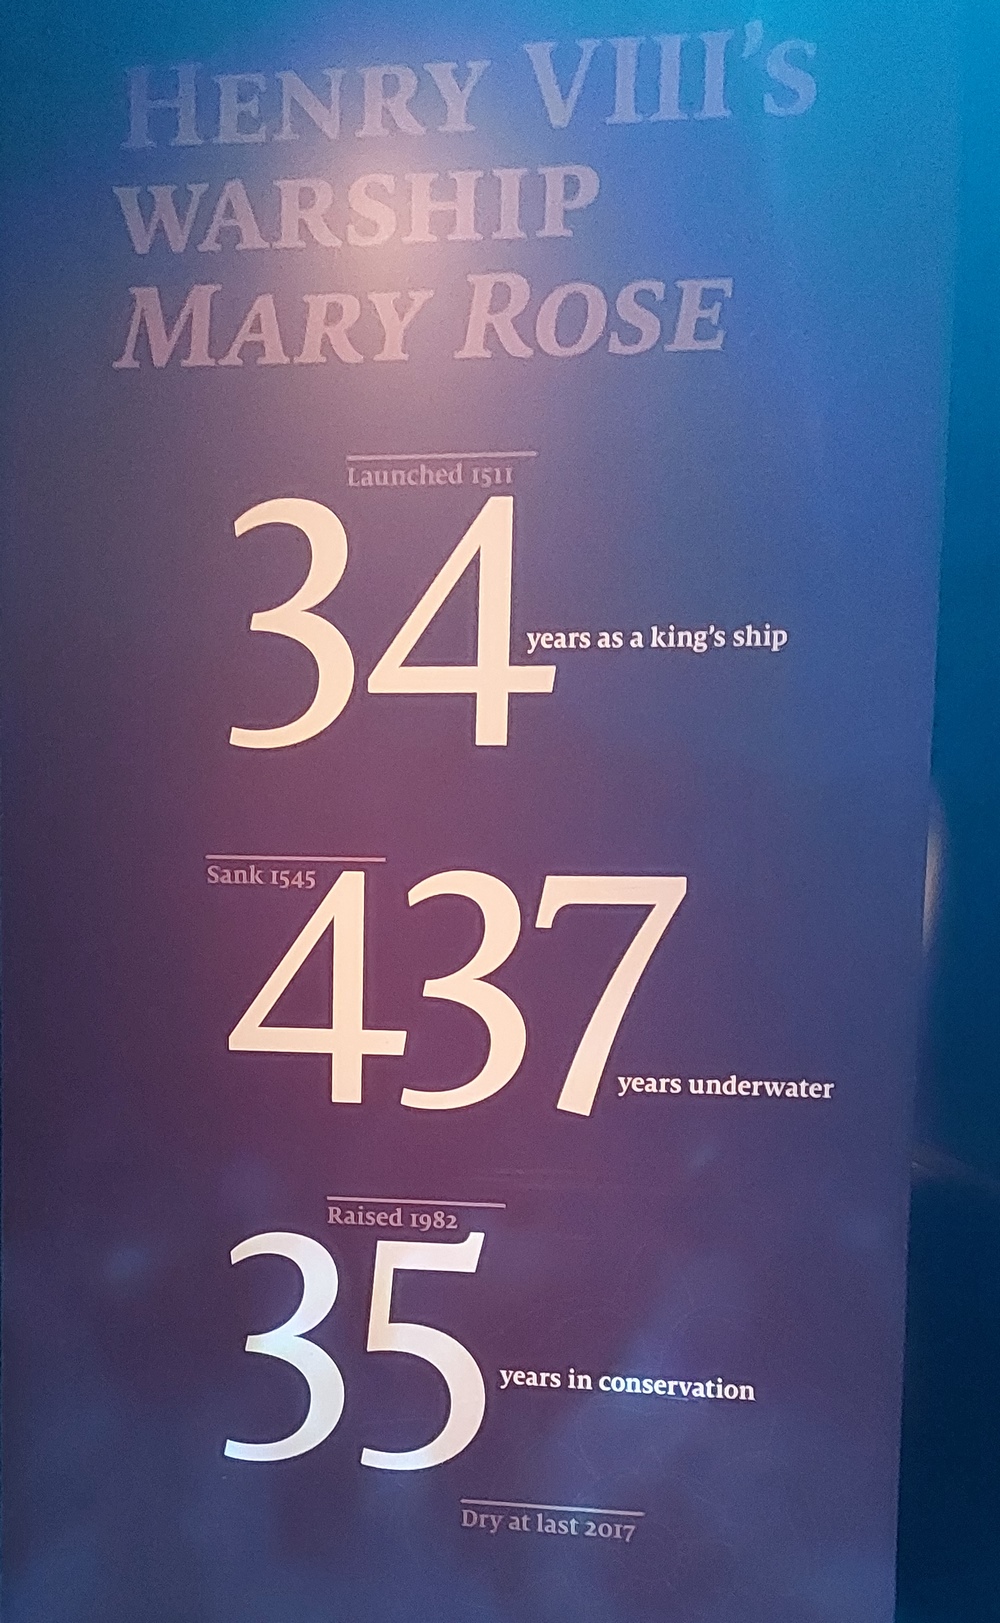 HENRY VIII's
WARSHIP
MARY ROSE
Launched 1511
34
years as a king's ship
Sank 1545
437
years underwater
Raised 1982
35
years in conservation
Dry at last 2017